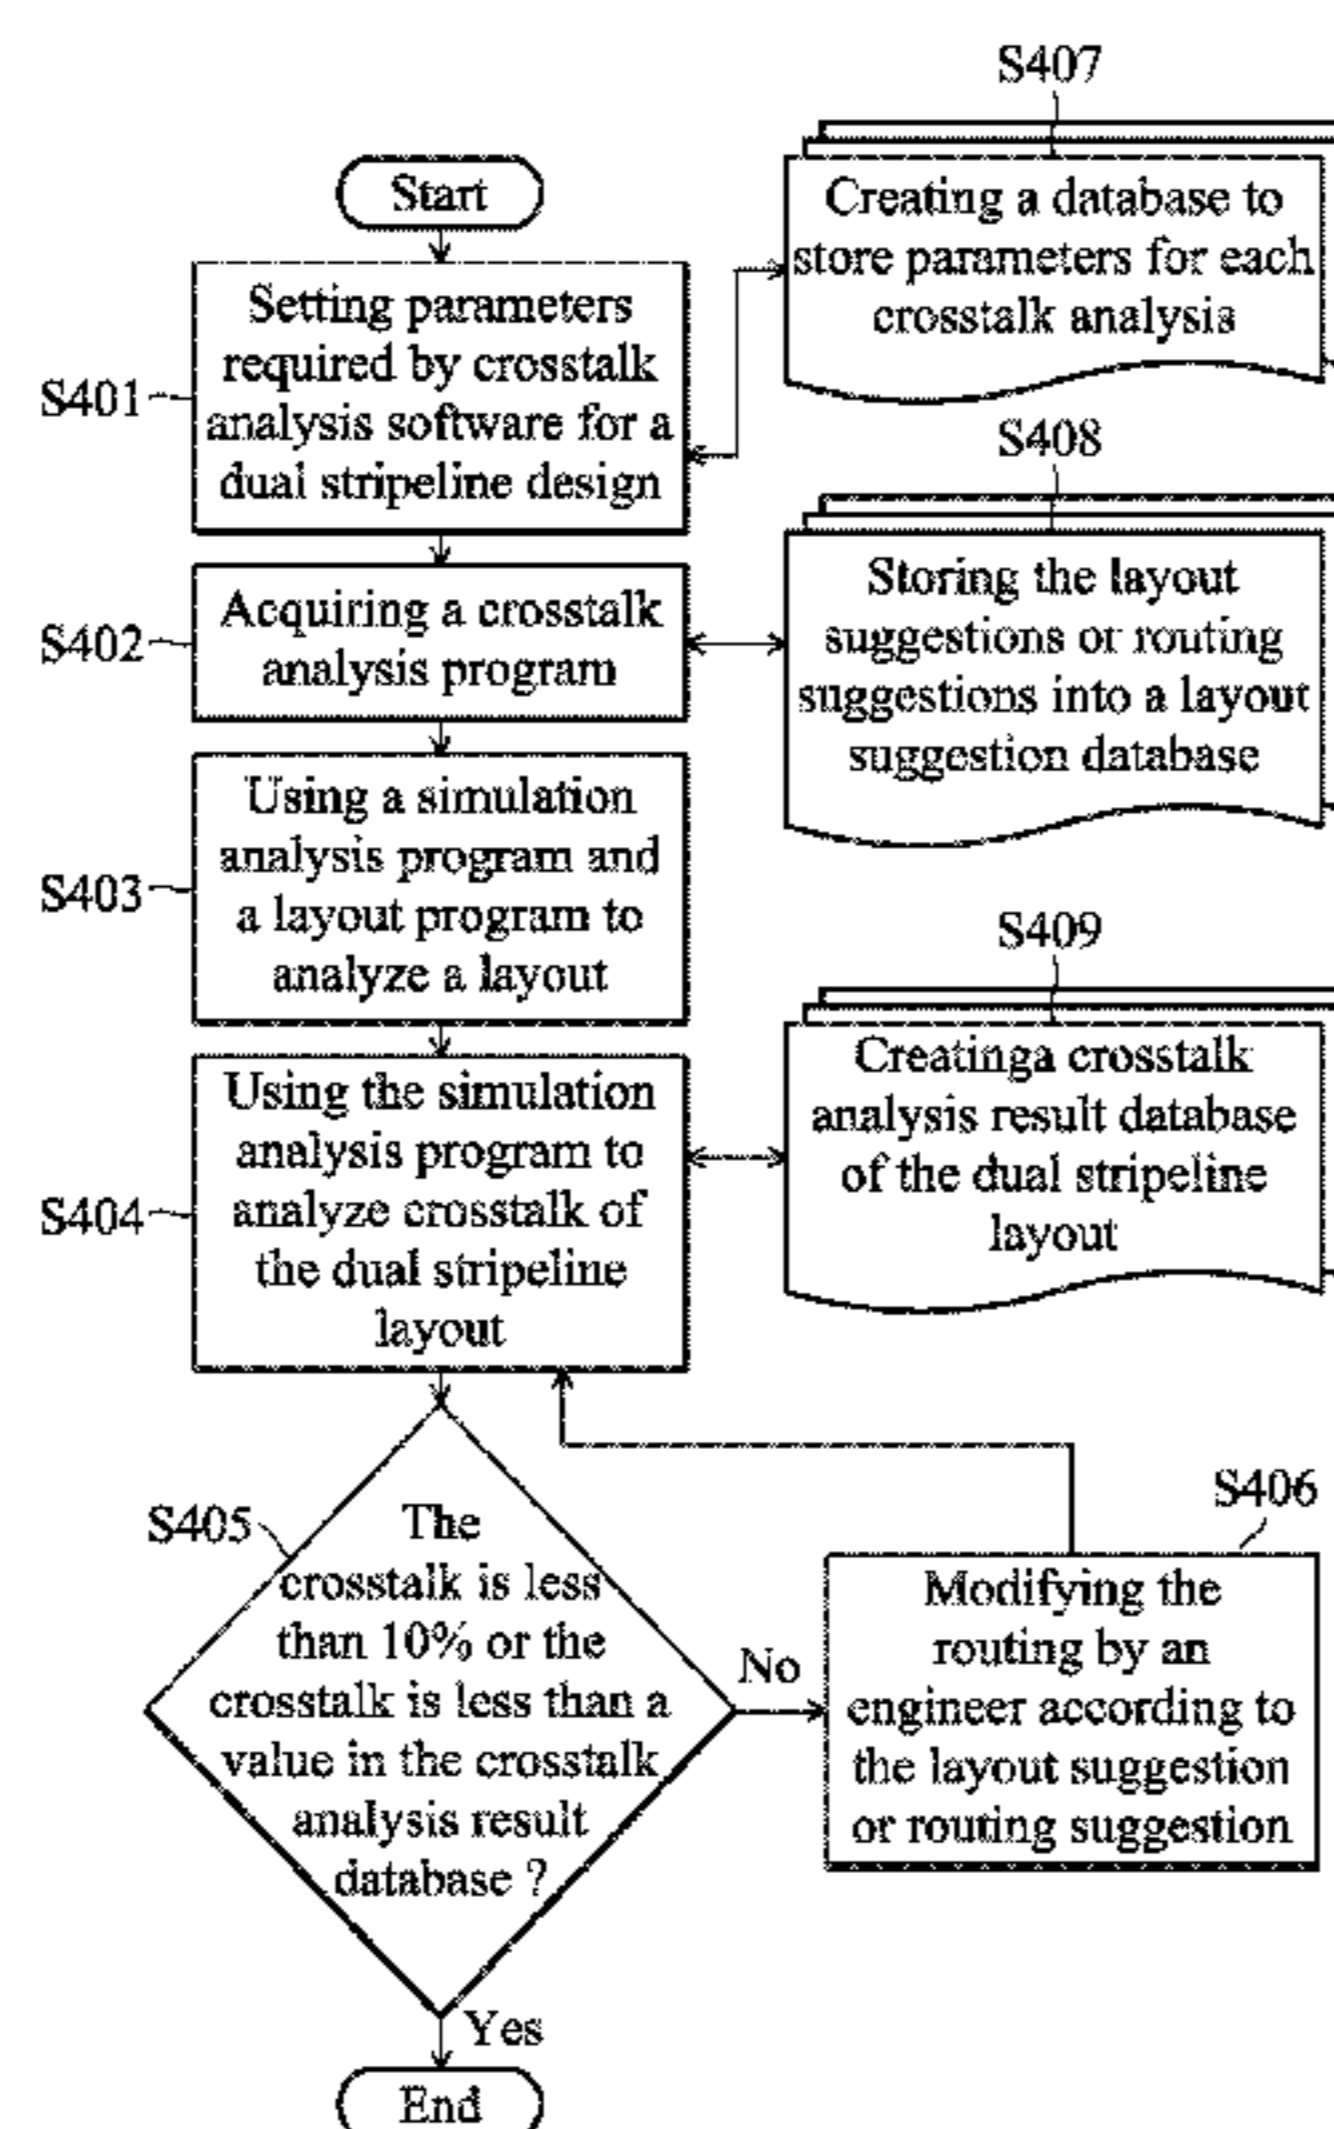 S407
Start
Creating a database to
store parameters for each
crosstalk analysis
Setting parameters
required by crosstalk
analysis software for a
dual stripeline design
S401
S408
Storing the layout
suggestions or routing
suggestions into a layout
suggestion database
Acquiring a crosstalk
analysis program
S402
Using a simulation
analysis program and
a layout program to
analyze a layout
S403
S409
Creatinga crosstalk
analysis result database
of the dual stripeline
layout
Using the simulation
analysis program to
analyze crosstalk of
the dual stripeline
layout
S404
S405
The
crosstalk is less
than 10% or the
crosstalk is less than a
value in the crosstalk
analysis result
database ?
No
S406
Modifying the
routing by an
engineer according to
the layout suggestion
or routing suggestion
Yes
End